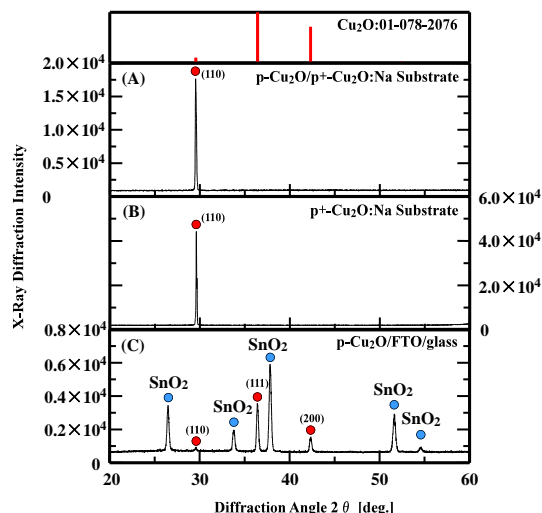 Cu₂O:01-078-2076
2.0×10⁴
(A)
(110)
p-Cu₂O/p+-Cu₂O:Na Substrate
1.5×10⁴
1.0×10⁴
0.5×10⁴
0
6.0×10⁴
(B)
(110)
p+-Cu₂O:Na Substrate
4.0×10⁴
2.0×10⁴
0
0.8×10⁴
(C)
SnO₂
p-Cu₂O/FTO/glass
0.6×10⁴
SnO₂
(111)
0.4×10⁴
SnO₂
SnO₂
SnO₂
(110)
(200)
0.2×10⁴
0
20 30 40 50 60
Diffraction Angle 2 θ [deg.]
X-Ray Diffraction Intensity